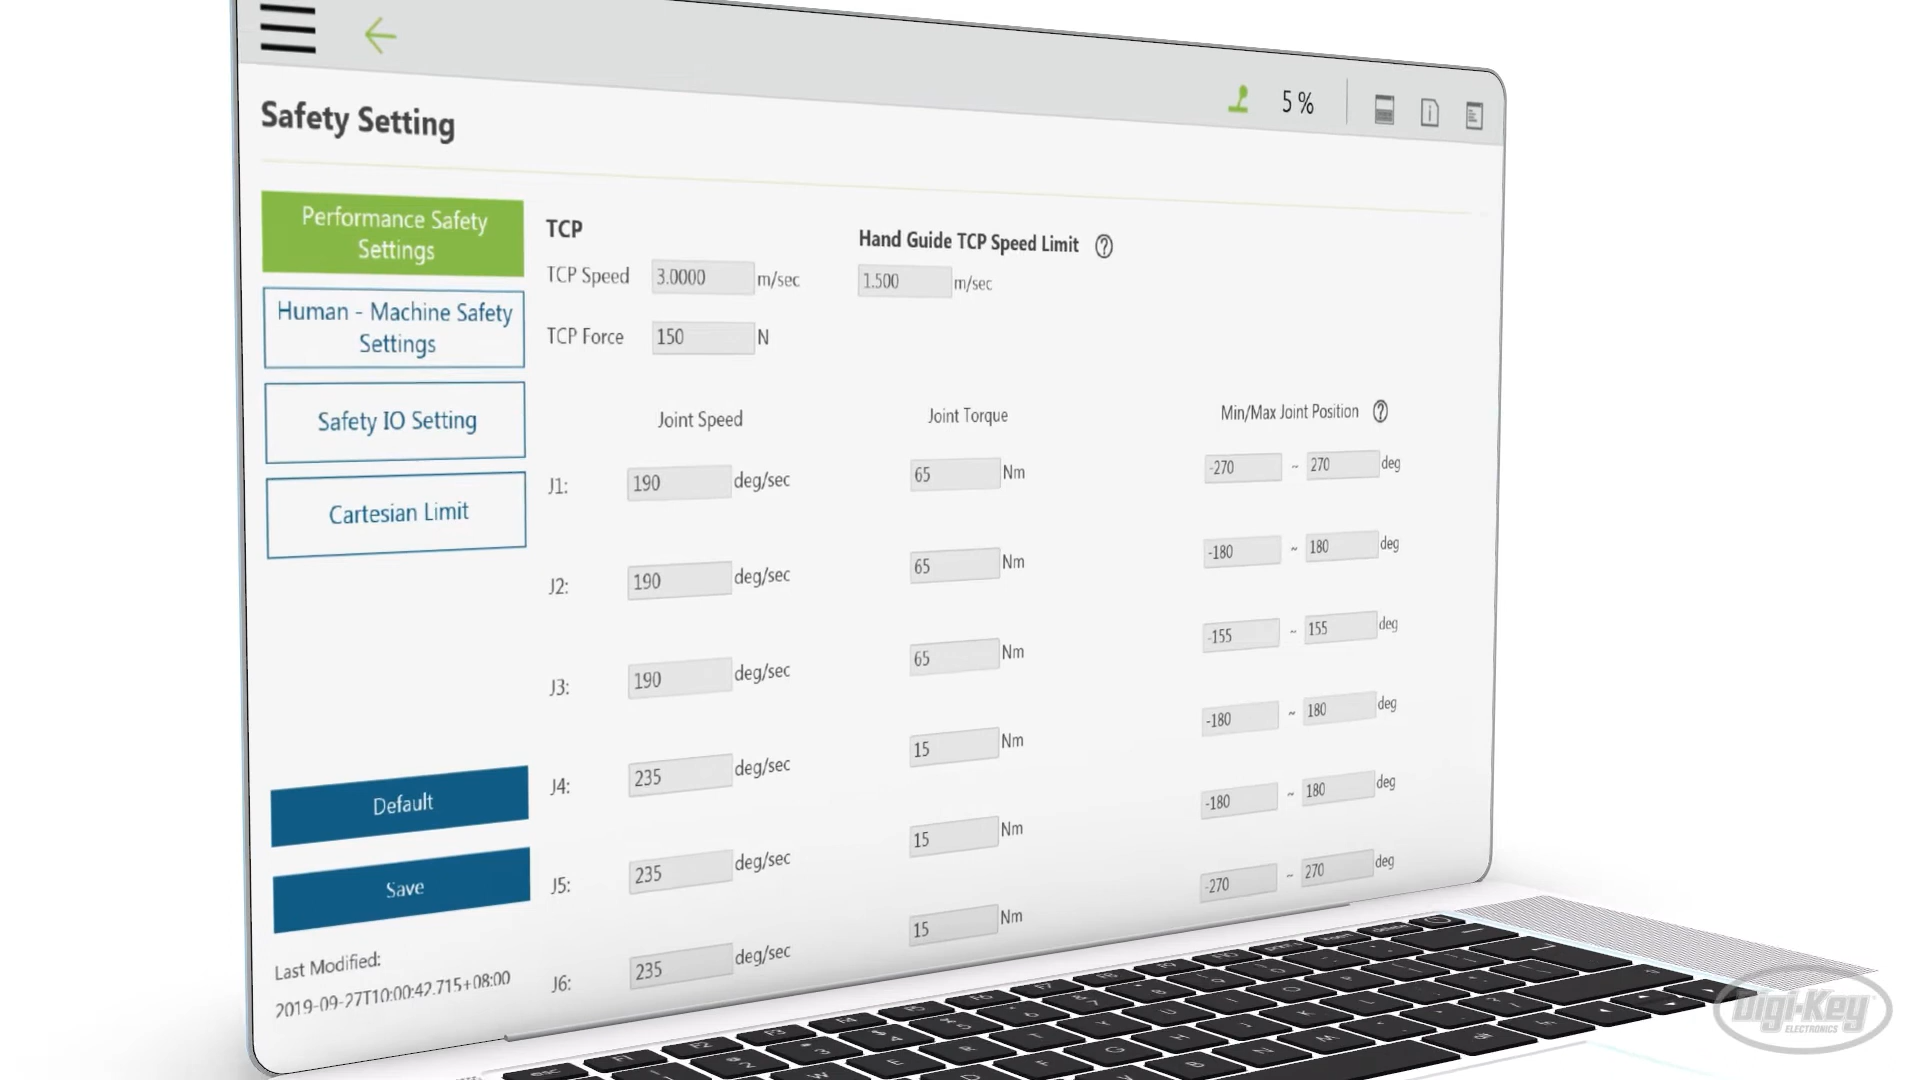 5 %
Safety Setting
Performance Safety
Settings
Human - Machine Safety
Settings
Safety IO Setting
Cartesian Limit
Default
Save
Last Modified:
2019-09-27T10:00:42.715+08:00
TCP
TCP Speed 3.0000 m/sec
TCP Force 150 N
Hand Guide TCP Speed Limit ?
1.500 m/sec
Joint Speed Joint Torque Min/Max Joint Position ?
J1: 190 deg/sec 65 Nm -270 ~ 270 deg
J2: 190 deg/sec 65 Nm -180 ~ 180 deg
J3: 190 deg/sec 65 Nm -155 ~ 155 deg
J4: 235 deg/sec 15 Nm -180 ~ 180 deg
J5: 235 deg/sec 15 Nm -180 ~ 180 deg
J6: 235 deg/sec 15 Nm -270 ~ 270 deg
Digi-Key
ELECTRONICS